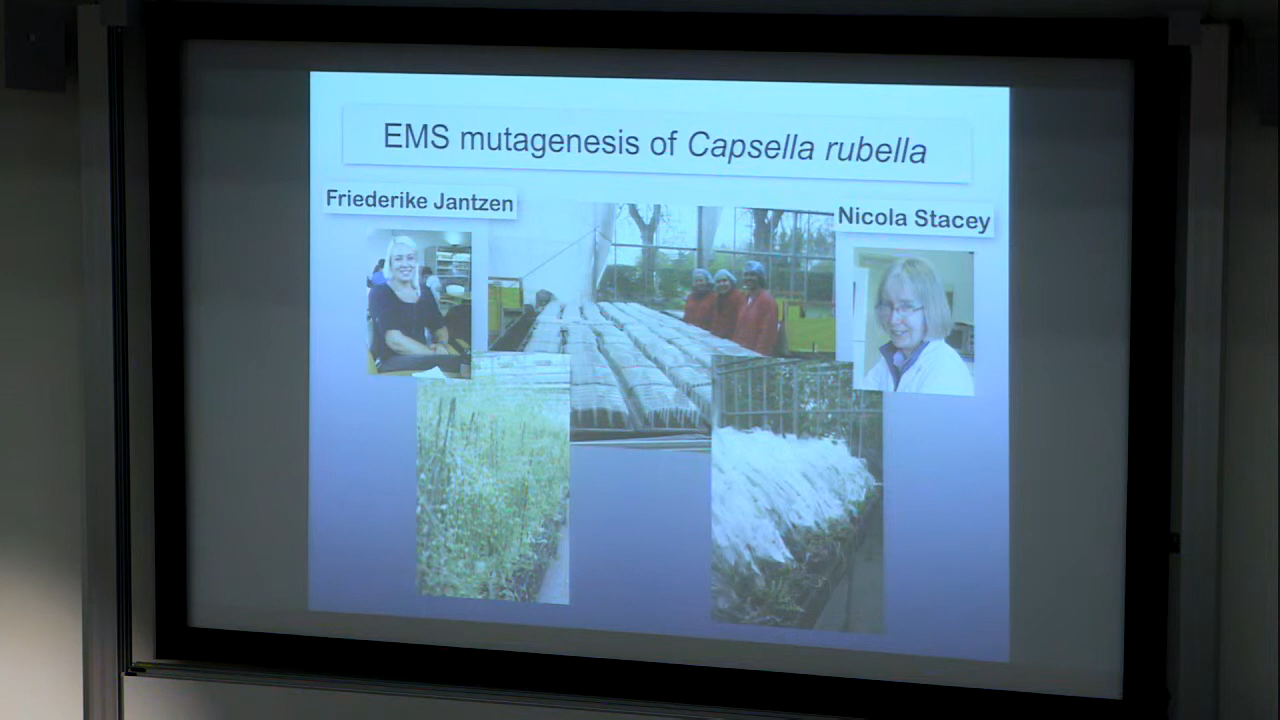 EMS mutagenesis of Capsella rubella
Friederike Jantzen
Nicola Stacey